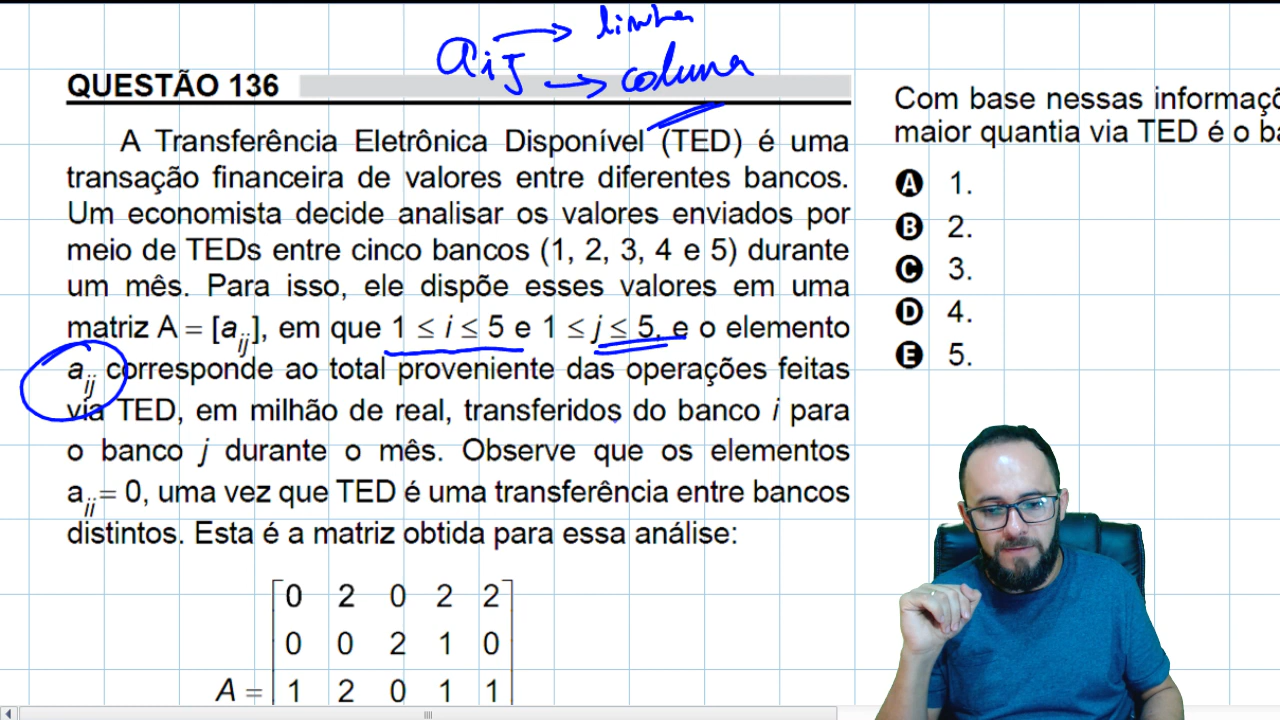 aij → linha
→ coluna
QUESTÃO 136
A Transferência Eletrônica Disponível (TED) é uma
transação financeira de valores entre diferentes bancos.
Um economista decide analisar os valores enviados por
meio de TEDs entre cinco bancos (1, 2, 3, 4 e 5) durante
um mês. Para isso, ele dispõe esses valores em uma
matriz A = [aij], em que 1 ≤ i ≤ 5 e 1 ≤ j ≤ 5, e o elemento
aij corresponde ao total proveniente das operações feitas
via TED, em milhão de real, transferidos do banco i para
o banco j durante o mês. Observe que os elementos
aii = 0, uma vez que TED é uma transferência entre bancos
distintos. Esta é a matriz obtida para essa análise:
0 2 0 2 2
0 0 2 1 0
A = 1 2 0 1 1
Com base nessas
maior quantia via TED é o
A 1.
B 2.
C 3.
D 4.
E 5.